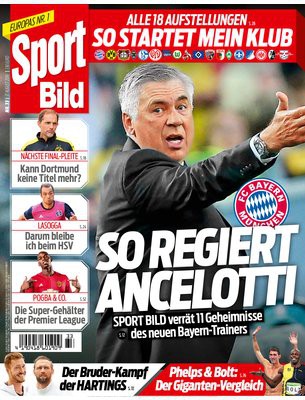 EUROPAS NR. 1
Sport
Bild
ALLE 18 AUFSTELLUNGEN
SO STARTET MEIN KLUB
NÄCHSTE FINAL-PLEITE
Kann Dortmund
keine Titel mehr?
LASOGGA
Darum bleibe
ich beim HSV
POGBA & CO.
Die Super-Gehälter
der Premier League
FC BAYERN
MÜNCHEN
SO REGIERT
ANCELOTTI
SPORT BILD verrät 11 Geheimnisse
des neuen Bayern-Trainers
Der Bruder-Kampf
der HARTINGS
Phelps & Bolt:
Der Giganten-Vergleich